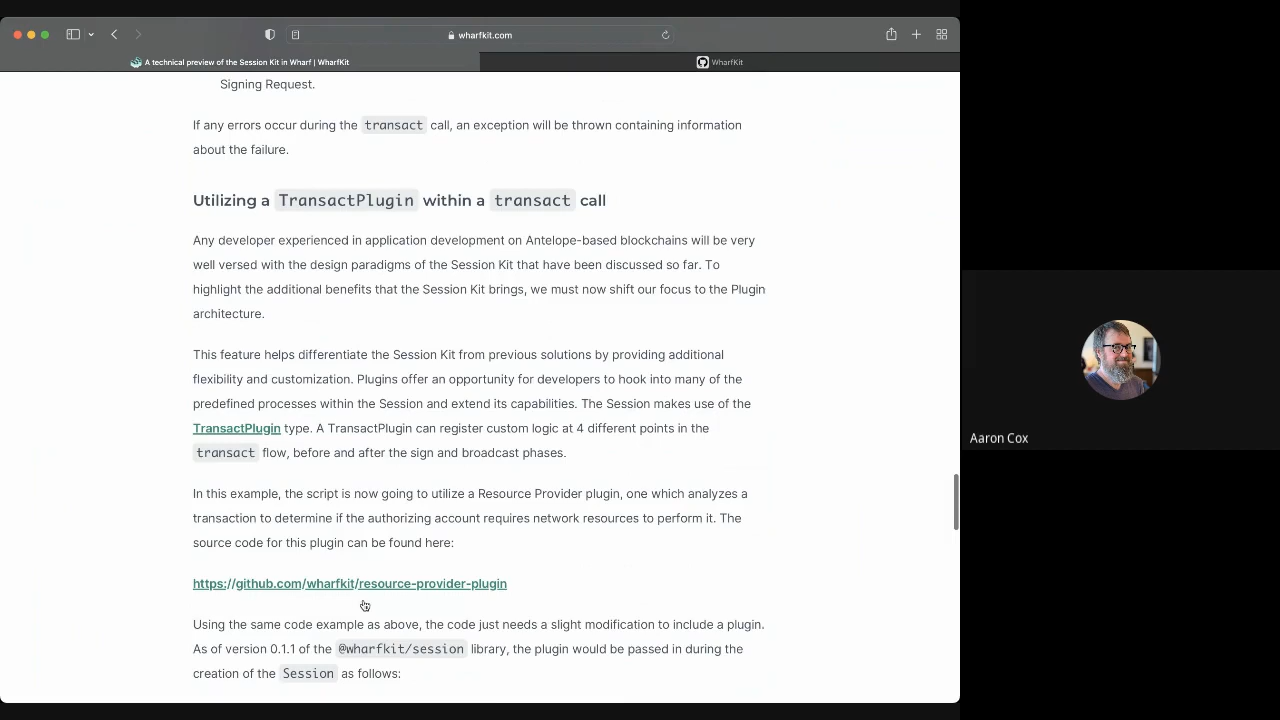 wharfkit.com
A technical preview of the Session Kit in Wharf | WharfKit
WharfKit
Signing Request.
If any errors occur during the transact call, an exception will be thrown containing information
about the failure.
Utilizing a TransactPlugin within a transact call
Any developer experienced in application development on Antelope-based blockchains will be very
well versed with the design paradigms of the Session Kit that have been discussed so far. To
highlight the additional benefits that the Session Kit brings, we must now shift our focus to the Plugin
architecture.
This feature helps differentiate the Session Kit from previous solutions by providing additional
flexibility and customization. Plugins offer an opportunity for developers to hook into many of the
predefined processes within the Session and extend its capabilities. The Session makes use of the
TransactPlugin type. A TransactPlugin can register custom logic at 4 different points in the
transact flow, before and after the sign and broadcast phases.
In this example, the script is now going to utilize a Resource Provider plugin, one which analyzes a
transaction to determine if the authorizing account requires network resources to perform it. The
source code for this plugin can be found here:
https://github.com/wharfkit/resource-provider-plugin
Using the same code example as above, the code just needs a slight modification to include a plugin.
As of version 0.1.1 of the @wharfkit/session library, the plugin would be passed in during the
creation of the Session as follows:
Aaron Cox